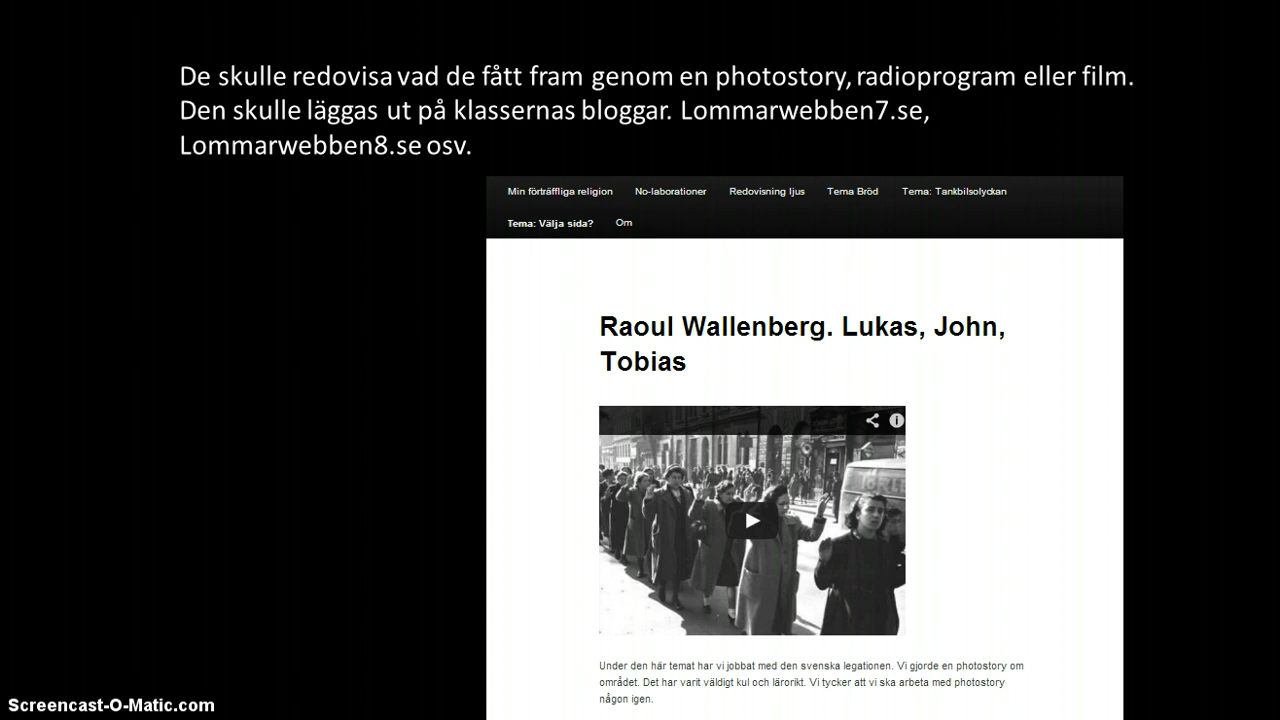 De skulle redovisa vad de fått fram genom en photostory, radioprogram eller film.
Den skulle läggas ut på klassernas bloggar. Lommarwebben7.se,
Lommarwebben8.se osv.
Min förträffliga religion No-laborationer Redovisning ljus Tema Bröd Tema: Tankbilsolyckan
Tema: Välja sida? Om
Raoul Wallenberg. Lukas, John,
Tobias
Under den här temat har vi jobbat med den svenska legationen. Vi gjorde en photostory om
området. Det har varit väldigt kul och lärorikt. Vi tycker att vi ska arbeta med photostory
någon igen.
Screencast-O-Matic.com